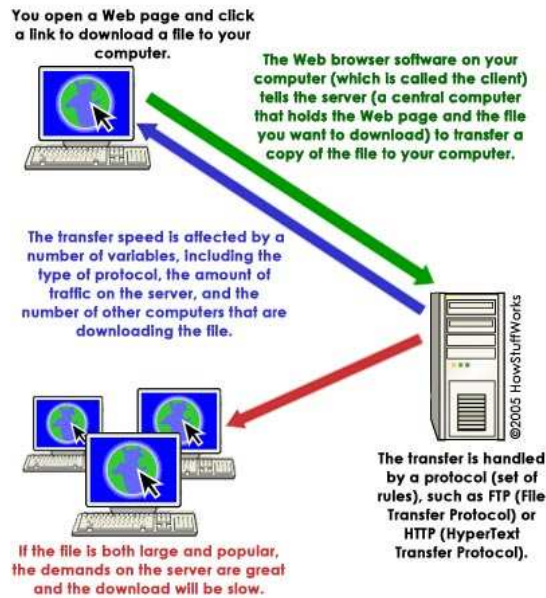 You open a Web page and click
a link to download a file to your
computer.
The Web browser software on your
computer (which is called the client)
tells the server (a central computer
that holds the Web page and the file
you want to download) to transfer a
copy of the file to your computer.
The transfer speed is affected by a
number of variables, including the
type of protocol, the amount of
traffic on the server, and the
number of other computers that are
downloading the file.
©2005 HowStuffWorks
The transfer is handled
by a protocol (set of
rules), such as FTP (File
Transfer Protocol) or
HTTP (HyperText
Transfer Protocol).
If the file is both large and popular,
the demands on the server are great
and the download will be slow.